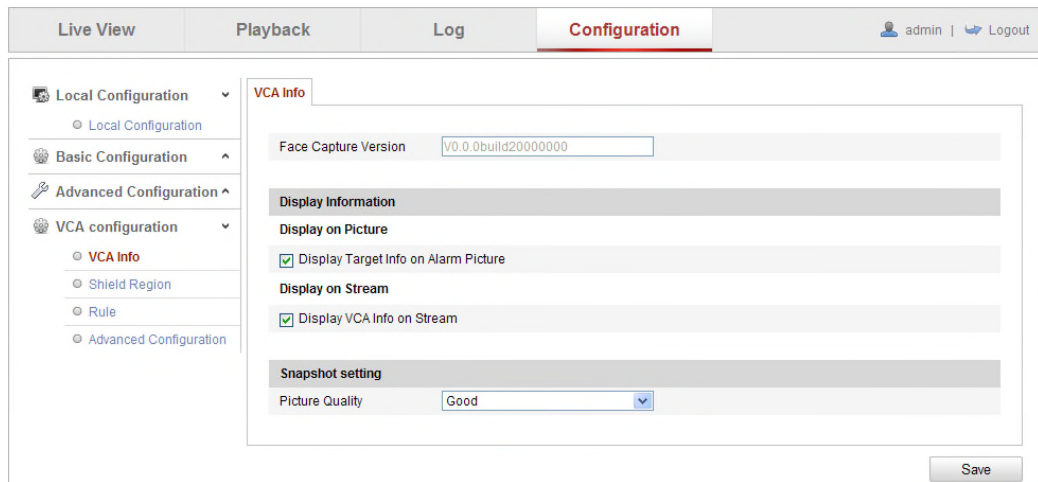 Live View Playback Log Configuration admin | Logout
Local Configuration
Local Configuration
Basic Configuration
Advanced Configuration
VCA configuration
VCA Info
Shield Region
Rule
Advanced Configuration
VCA Info
Face Capture Version V0.0.0build20000000
Display Information
Display on Picture
Display Target Info on Alarm Picture
Display on Stream
Display VCA Info on Stream
Snapshot setting
Picture Quality Good
Save